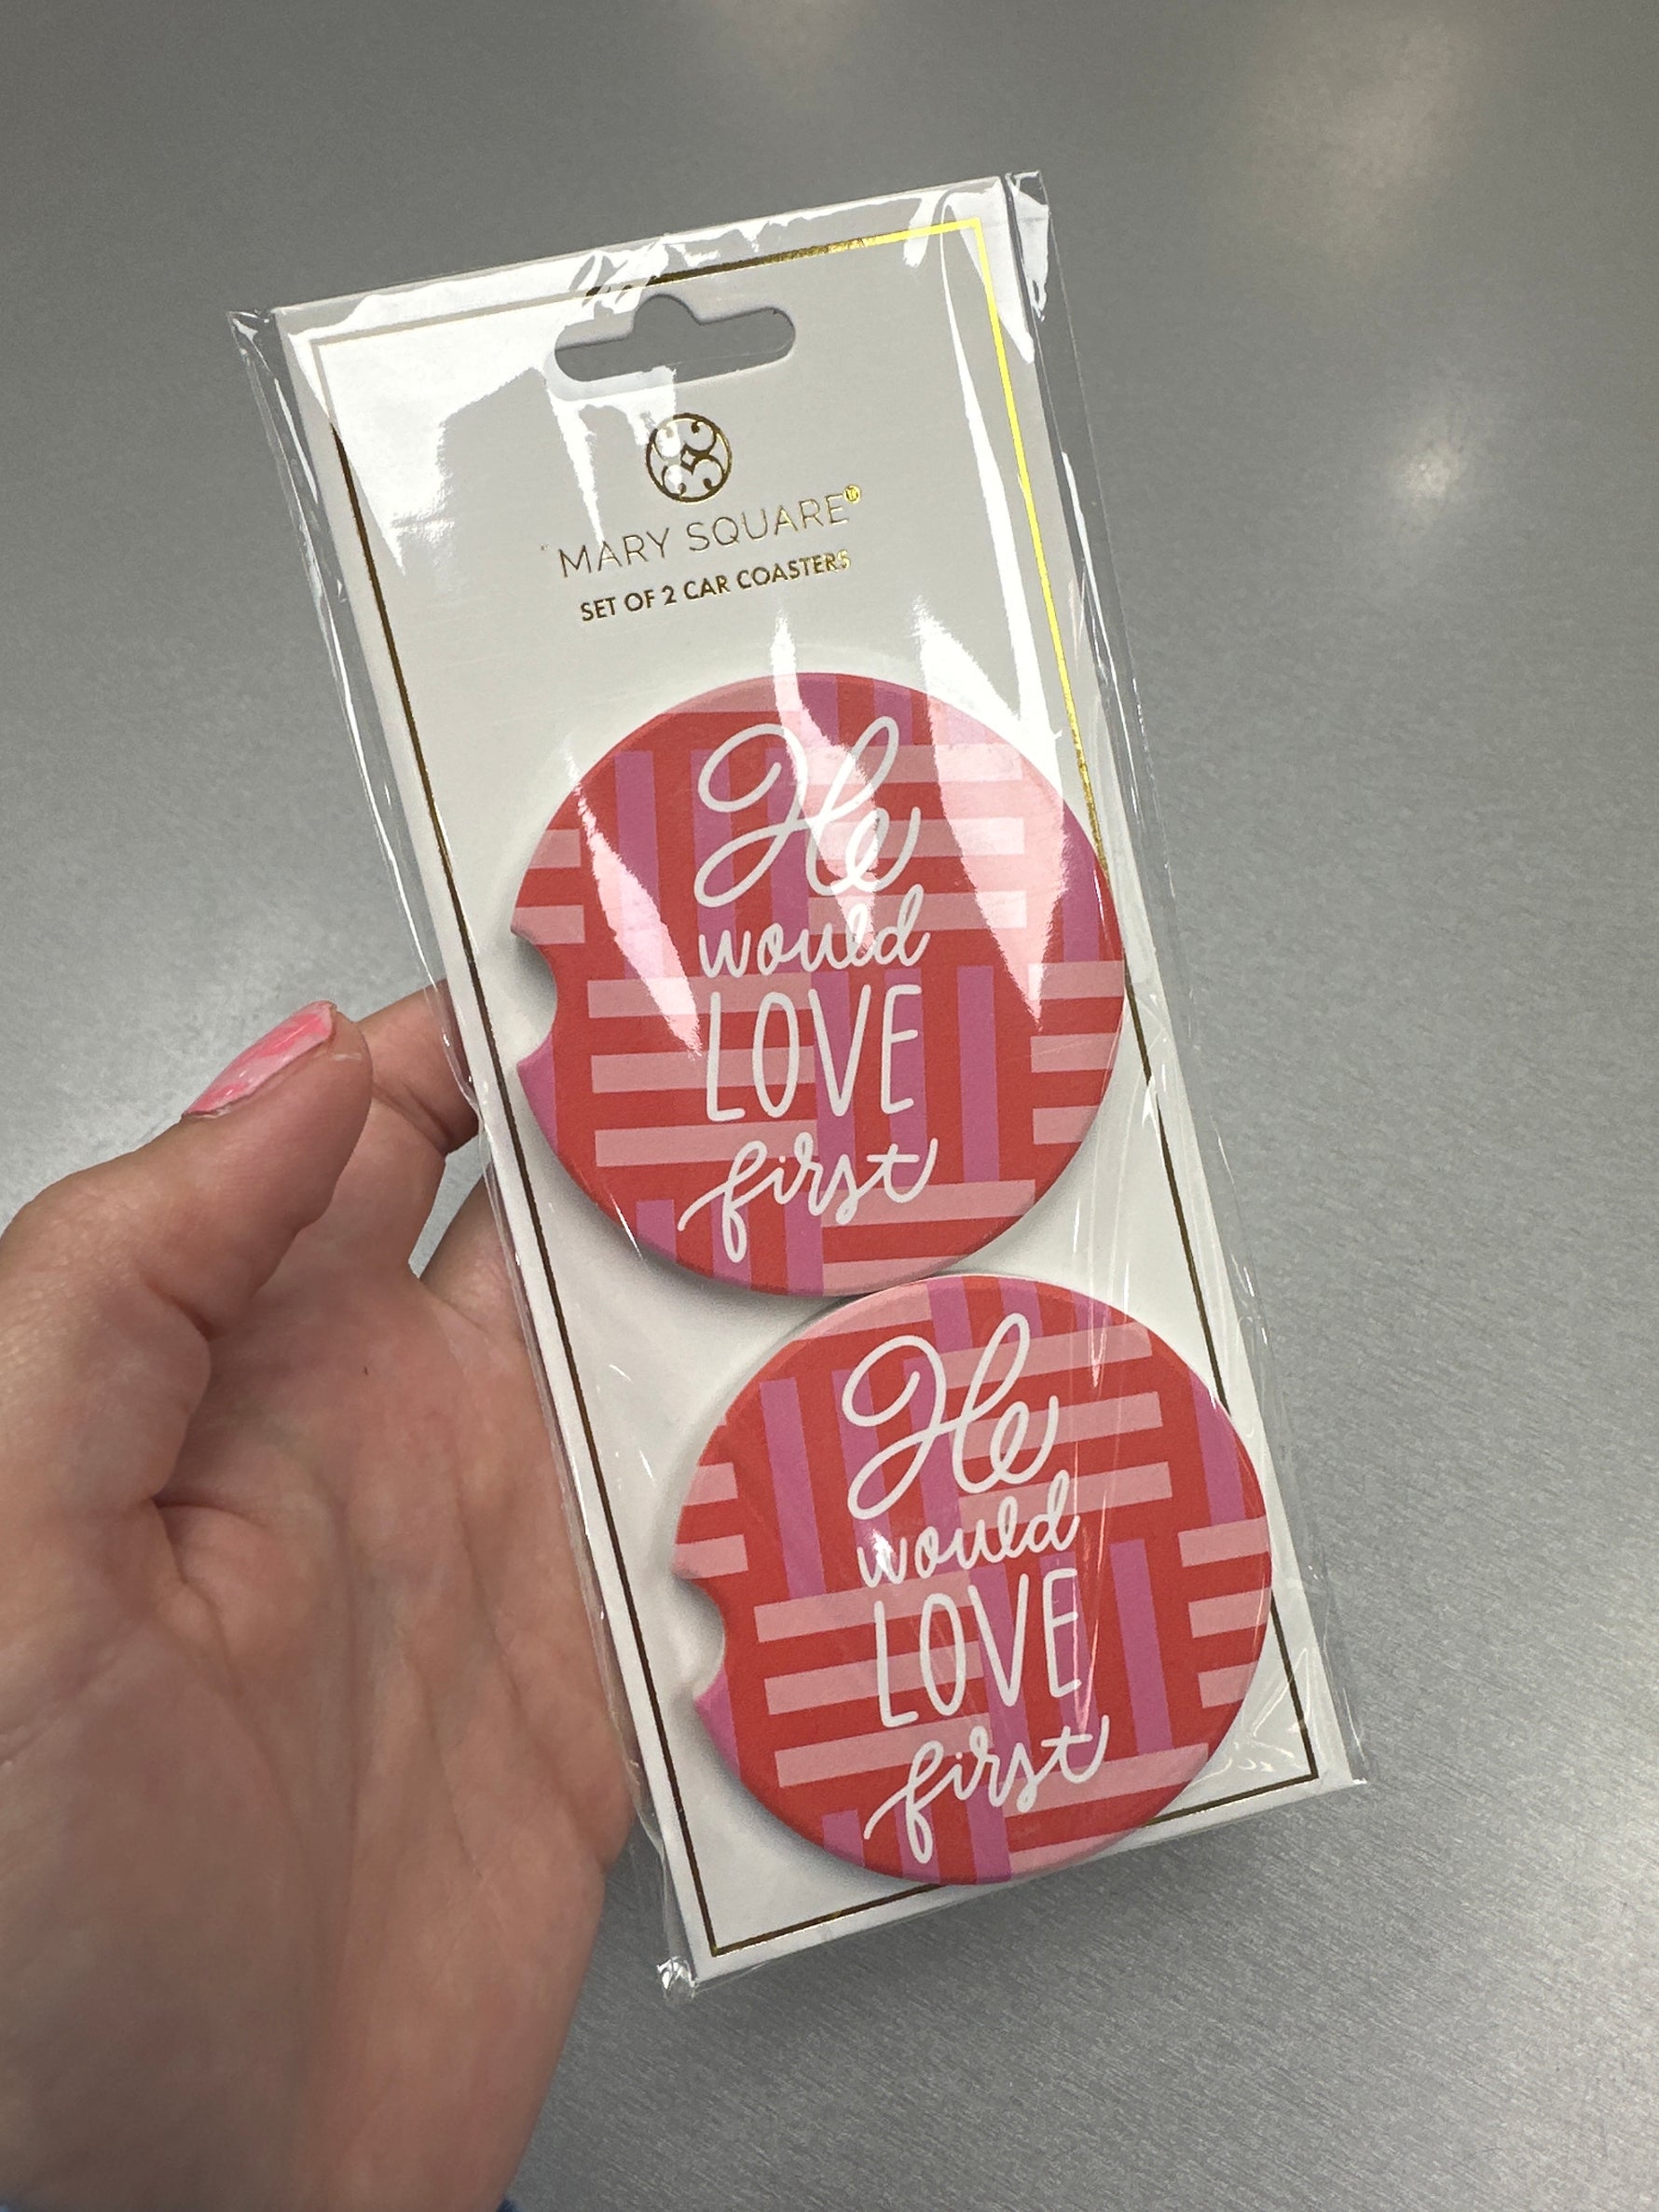 MARY SQUARE®
SET OF 2 CAR COASTERS
He
would
LOVE
first
He
would
LOVE
first